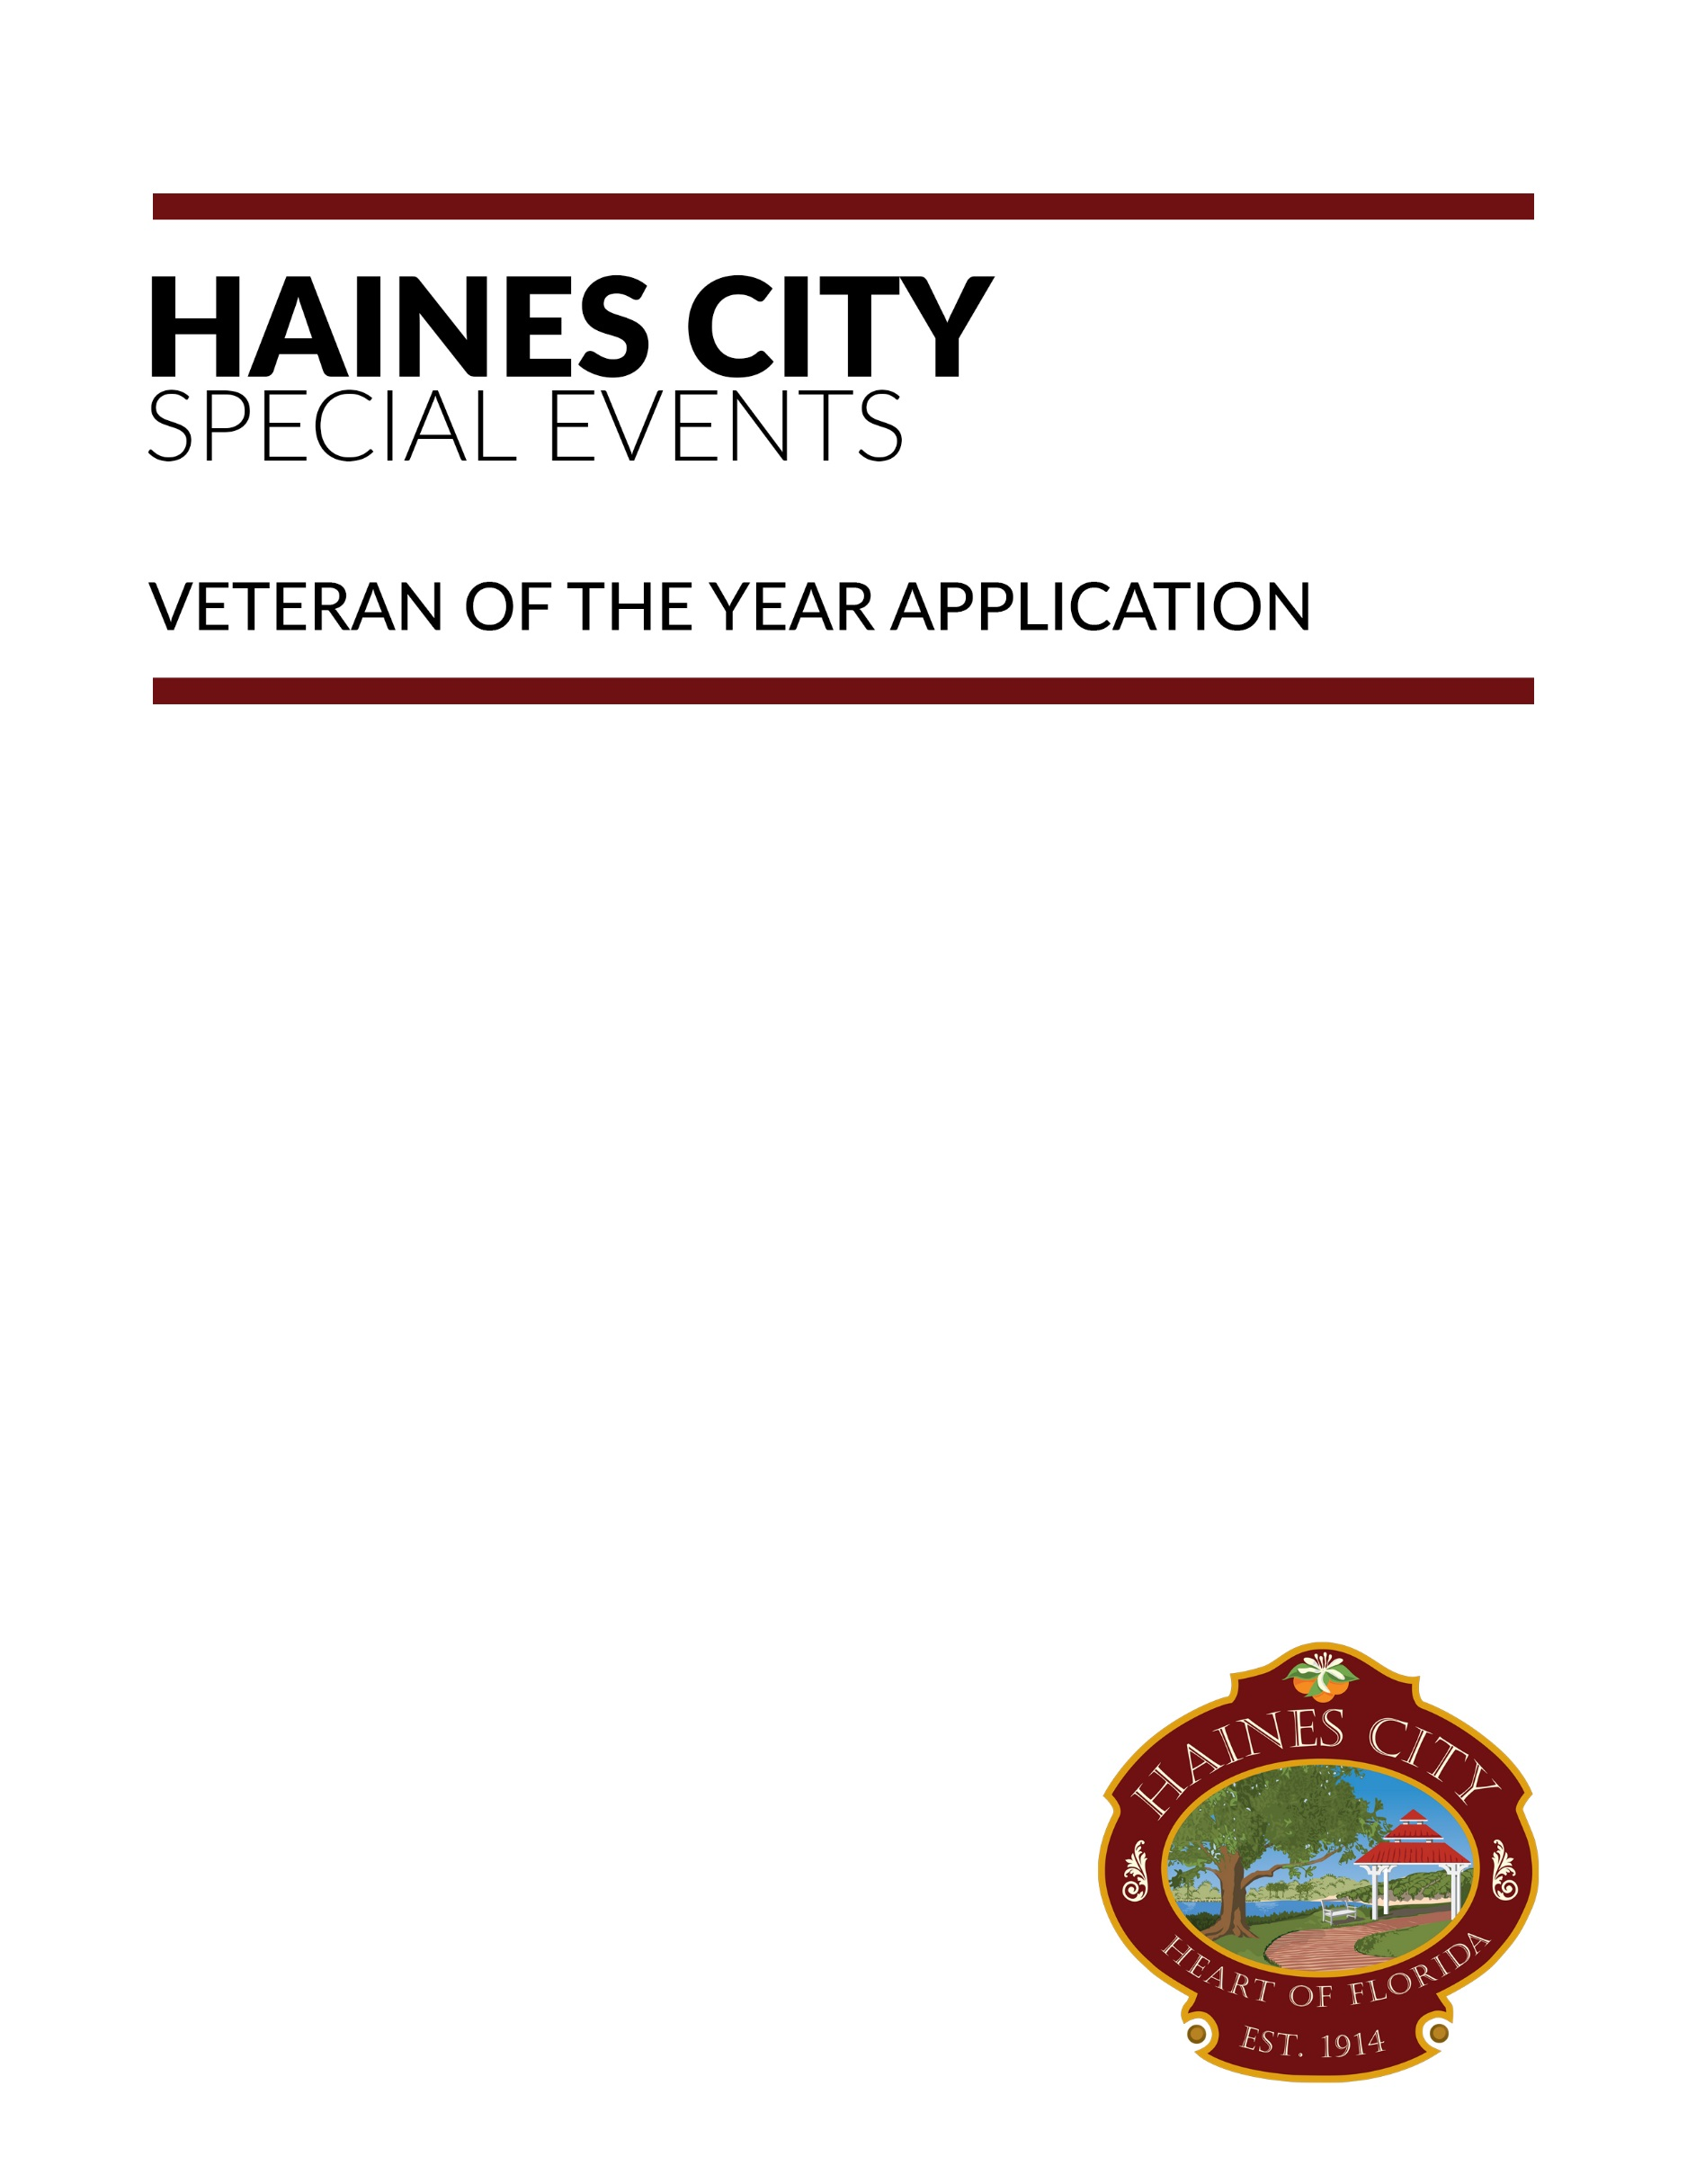 HAINES CITY
SPECIAL EVENTS
VETERAN OF THE YEAR APPLICATION
HAINES CITY
HEART OF FLORIDA
EST. 1914